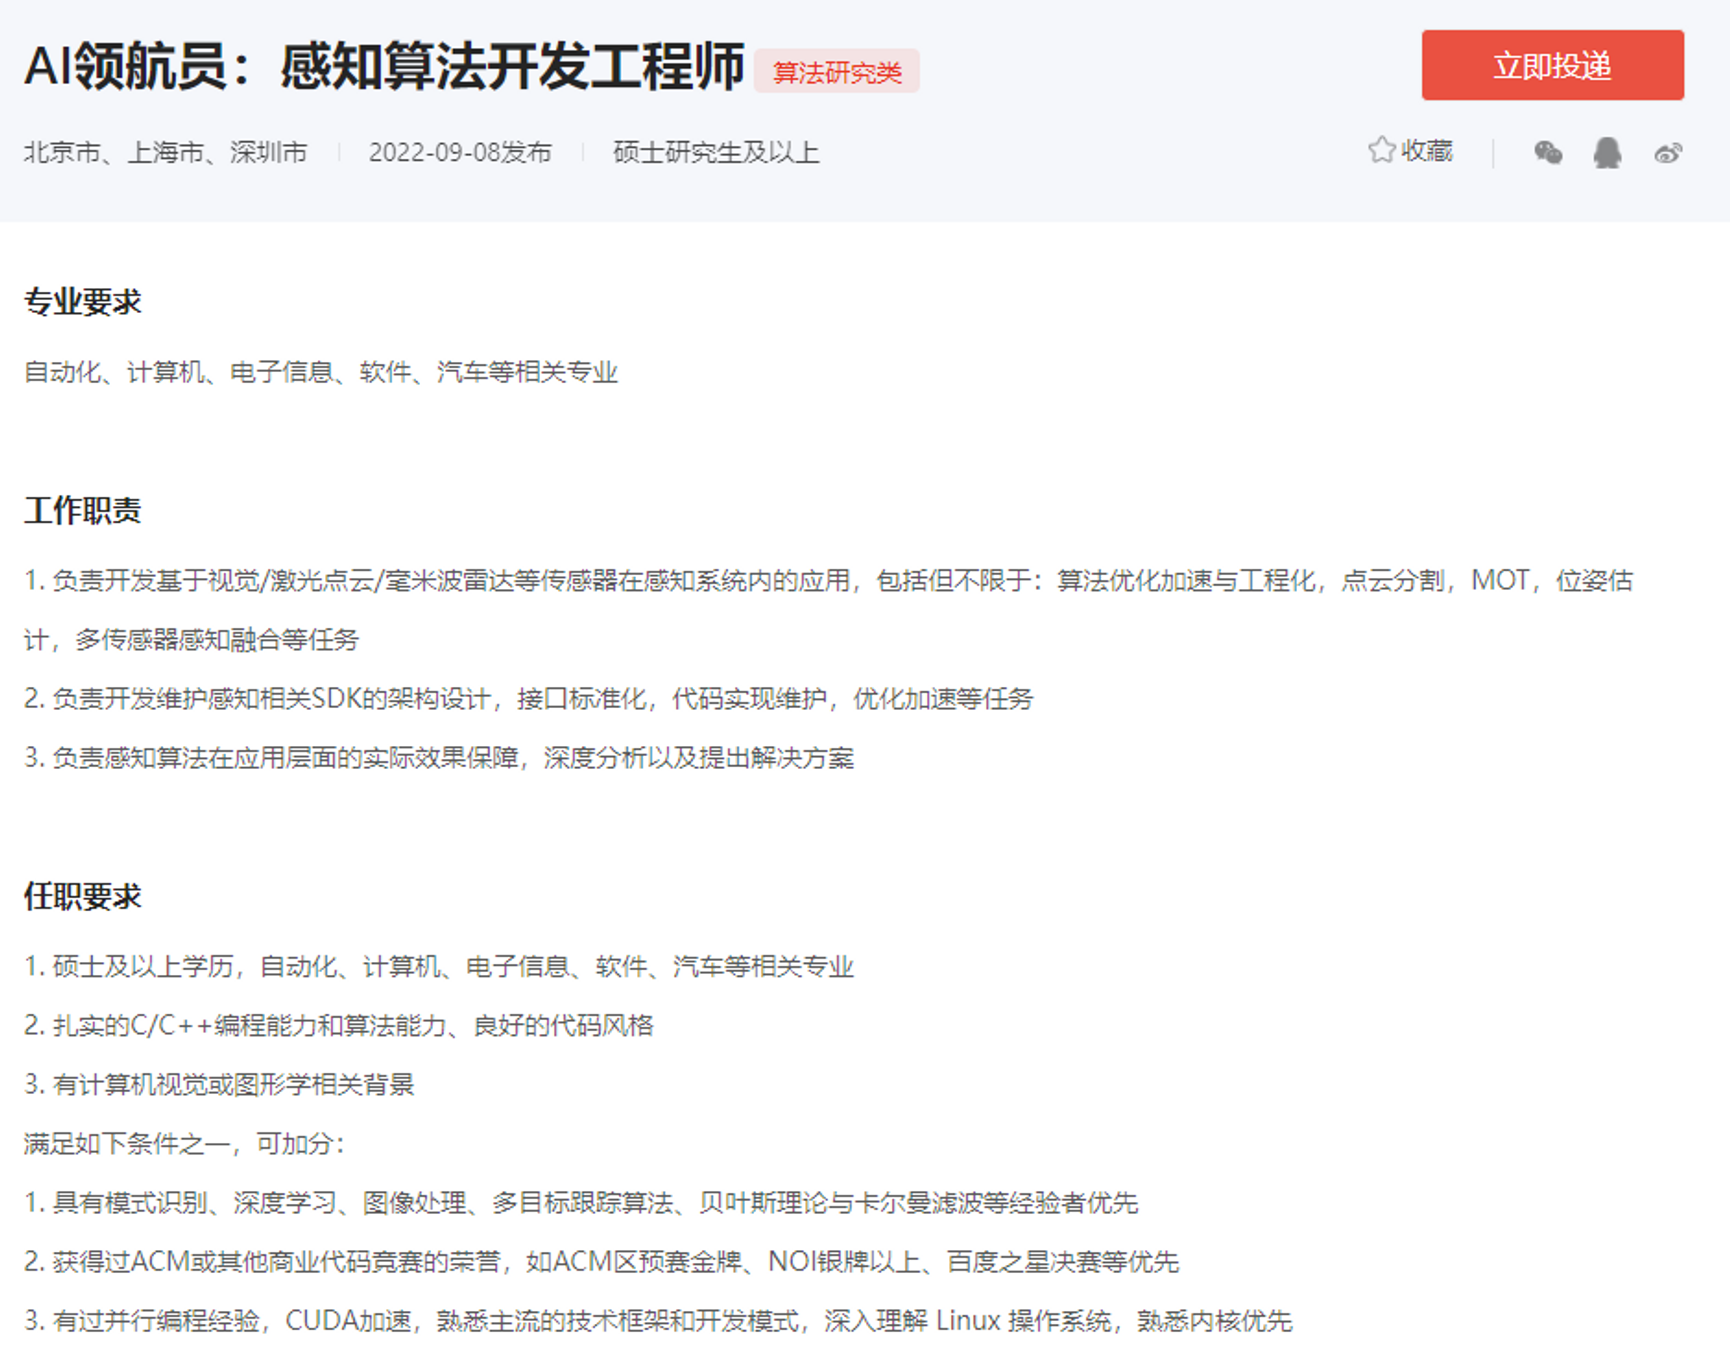 AI领航员：感知算法开发工程师 算法研究类 立即投递
北京市、上海市、深圳市 2022-09-08发布 硕士研究生及以上 收藏
专业要求
自动化、计算机、电子信息、软件、汽车等相关专业
工作职责
1. 负责开发基于视觉/激光点云/毫米波雷达等传感器在感知系统内的应用，包括但不限于：算法优化加速与工程化，点云分割，MOT，位姿估
计，多传感器感知融合等任务
2. 负责开发维护感知相关SDK的架构设计，接口标准化，代码实现维护，优化加速等任务
3. 负责感知算法在应用层面的实际效果保障，深度分析以及提出解决方案
任职要求
1. 硕士及以上学历，自动化、计算机、电子信息、软件、汽车等相关专业
2. 扎实的C/C++编程能力和算法能力、良好的代码风格
3. 有计算机视觉或图形学相关背景
满足如下条件之一，可加分：
1. 具有模式识别、深度学习、图像处理、多目标跟踪算法、贝叶斯理论与卡尔曼滤波等经验者优先
2. 获得过ACM或其他商业代码竞赛的荣誉，如ACM区预赛金牌、NOI银牌以上、百度之星决赛等优先
3. 有过并行编程经验，CUDA加速，熟悉主流的技术框架和开发模式，深入理解 Linux 操作系统，熟悉内核优先